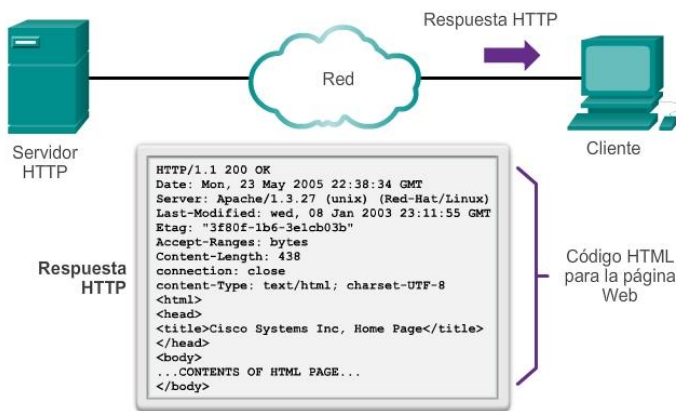 Respuesta HTTP
Red
Servidor
HTTP
Cliente
Respuesta
HTTP
HTTP/1.1 200 OK
Date: Mon, 23 May 2005 22:38:34 GMT
Server: Apache/1.3.27 (unix) (Red-Hat/Linux)
Last-Modified: wed, 08 Jan 2003 23:11:55 GMT
Etag: "3f80f-1b6-3e1cb03b"
Accept-Ranges: bytes
Content-Length: 438
connection: close
content-Type: text/html; charset-UTF-8
<html>
<head>
<title>Cisco Systems Inc, Home Page</title>
</head>
<body>
...CONTENTS OF HTML PAGE...
</body>
Código HTML
para la página
Web